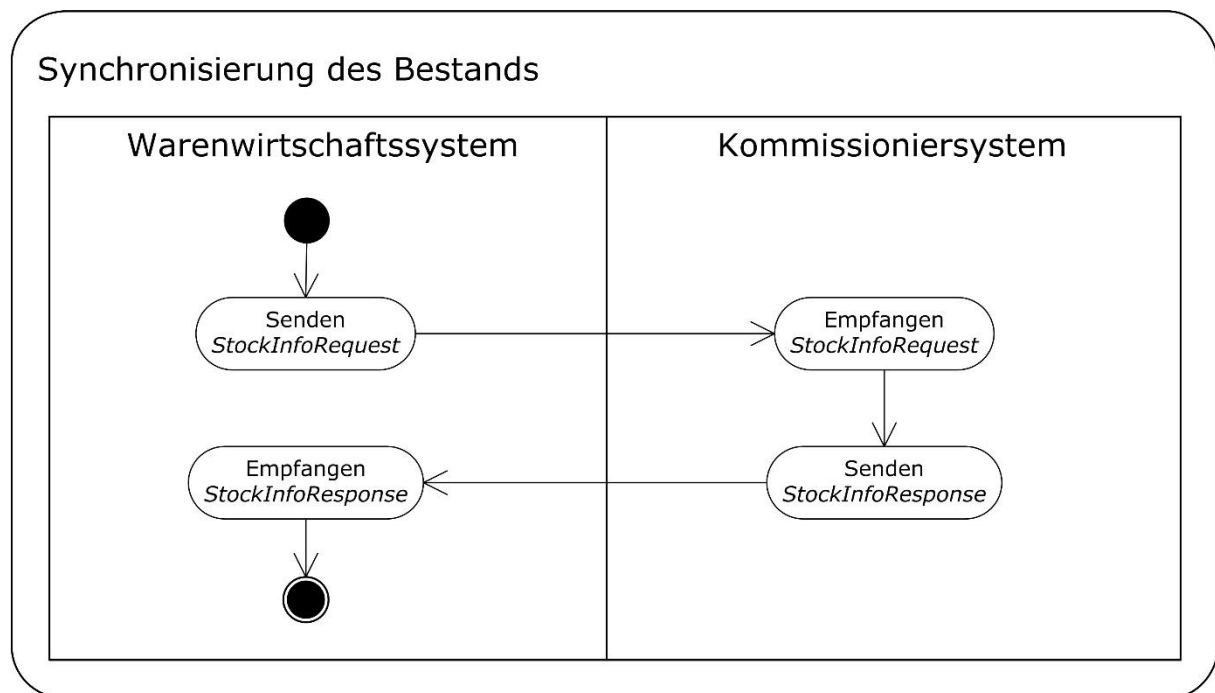 Synchronisierung des Bestands
Warenwirtschaftssystem
Kommissioniersystem
Senden
StockInfoRequest
Empfangen
StockInfoRequest
Empfangen
StockInfoResponse
Senden
StockInfoResponse